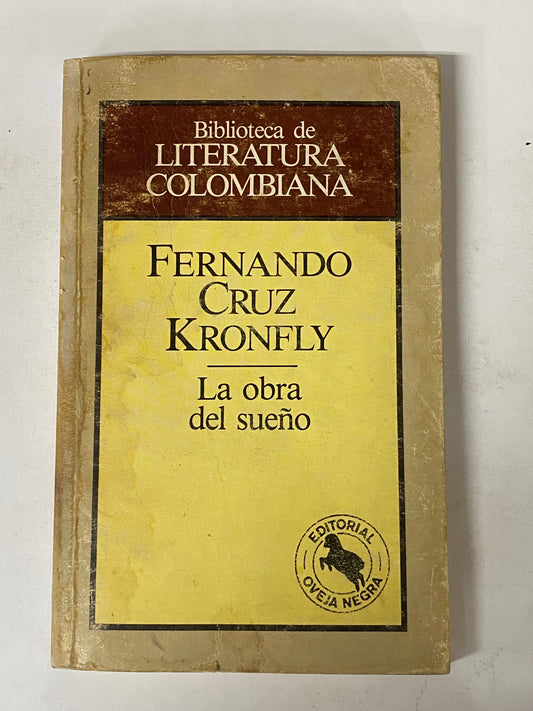 Biblioteca de
LITERATURA
COLOMBIANA
FERNANDO
CRUZ
KRONFLY
La obra
del sueño
EDITORIAL
OVEJA NEGRA